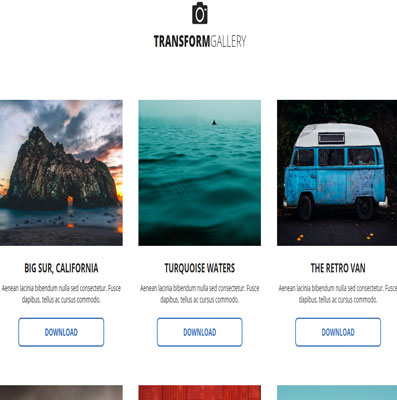 TRANSFORMGALLERY
BIG SUR, CALIFORNIA
Aenean lacinia bibendum nulla sed consectetur. Fusce
dapibus, tellus ac cursus commodo.
DOWNLOAD
TURQUOISE WATERS
Aenean lacinia bibendum nulla sed consectetur. Fusce
dapibus, tellus ac cursus commodo.
DOWNLOAD
THE RETRO VAN
Aenean lacinia bibendum nulla sed consectetur. Fusce
dapibus, tellus ac cursus commodo.
DOWNLOAD